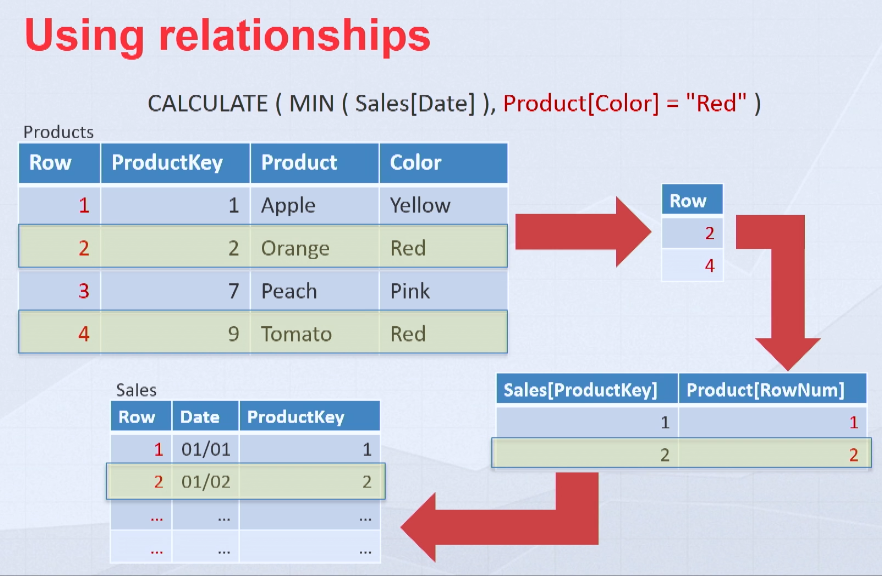 Using relationships
CALCULATE ( MIN ( Sales[Date] ), Product[Color] = "Red" )
Products
Row ProductKey Product Color
1 1 Apple Yellow
2 2 Orange Red
3 7 Peach Pink
4 9 Tomato Red
Row
2
4
Sales[ProductKey] Product[RowNum]
1 1
2 2
Sales
Row Date ProductKey
1 01/01 1
2 01/02 2
... ... ...
... ... ...